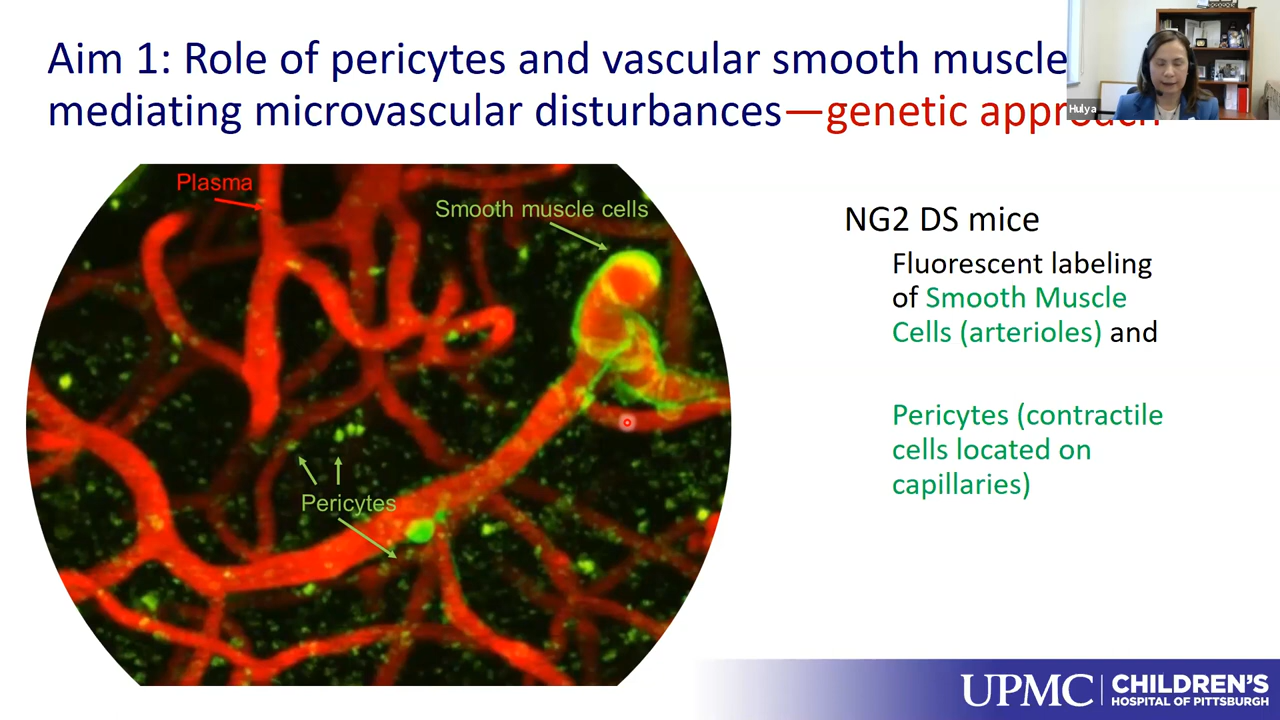 Aim 1: Role of pericytes and vascular smooth muscle
mediating microvascular disturbances—genetic approach
Hulya
Plasma
Smooth muscle cells
Pericytes
NG2 DS mice
Fluorescent labeling
of Smooth Muscle
Cells (arterioles) and
Pericytes (contractile
cells located on
capillaries)
UPMC CHILDREN'S
HOSPITAL OF PITTSBURGH